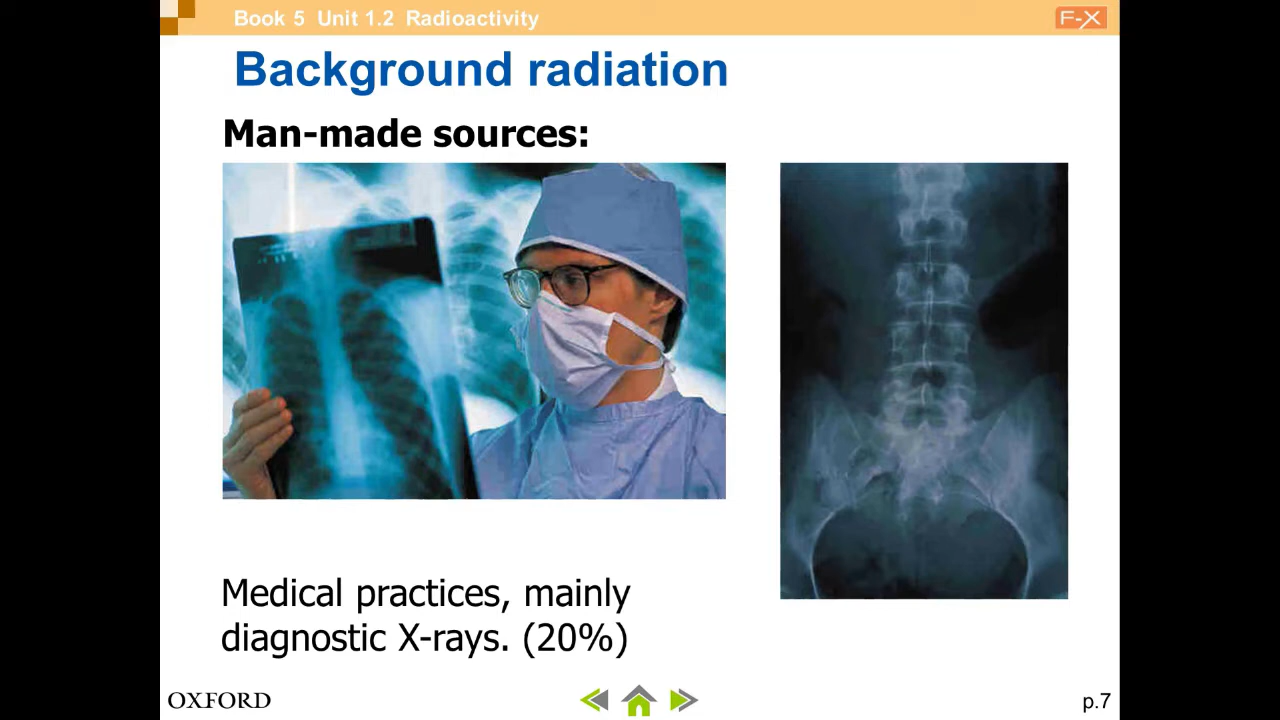 Book 5 Unit 1.2 Radioactivity
F-X
Background radiation
Man-made sources:
Medical practices, mainly
diagnostic X-rays. (20%)
OXFORD
p.7